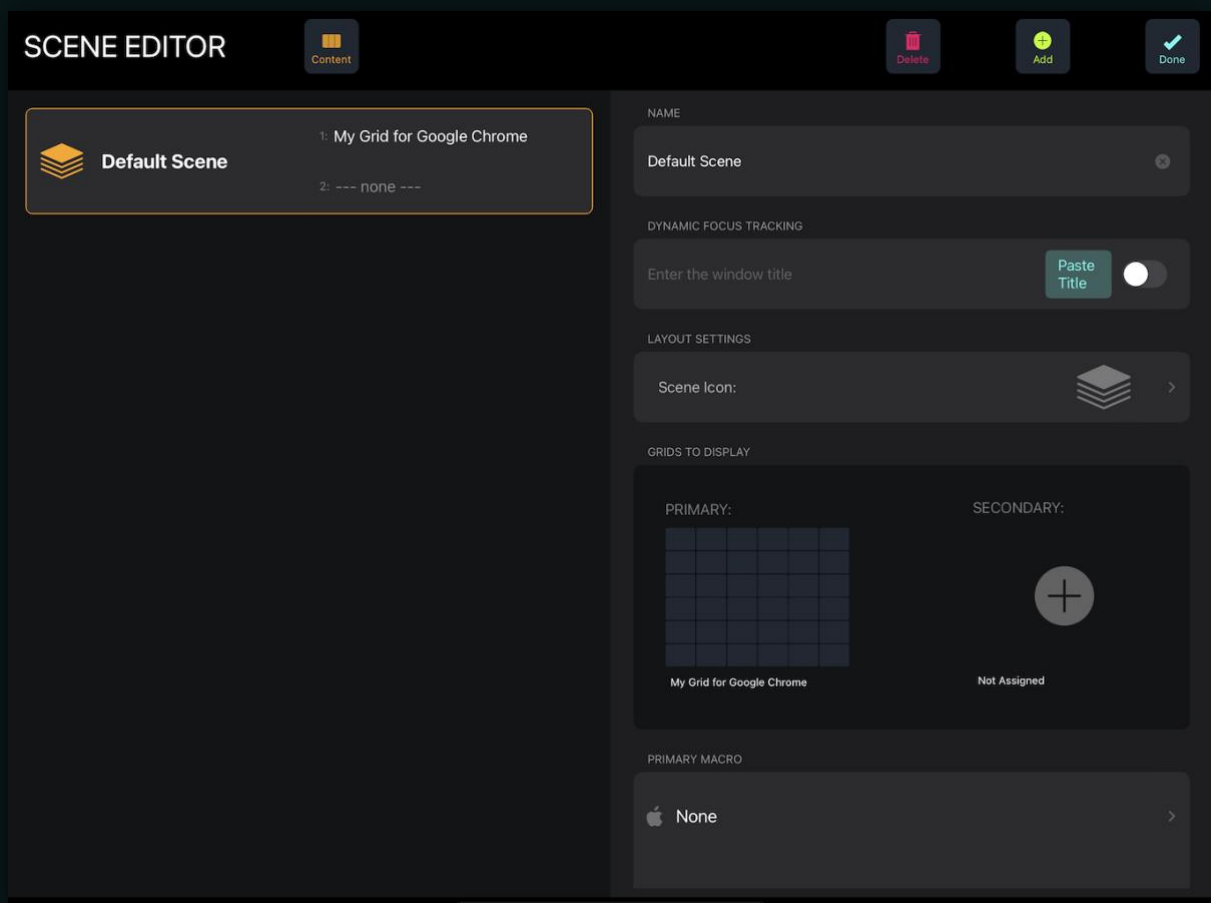 SCENE EDITOR
Content
Delete
Add
Done
Default Scene
1: My Grid for Google Chrome
2: --- none ---
NAME
Default Scene
DYNAMIC FOCUS TRACKING
Enter the window title
Paste
Title
LAYOUT SETTINGS
Scene Icon:
GRIDS TO DISPLAY
PRIMARY:
SECONDARY:
My Grid for Google Chrome
Not Assigned
PRIMARY MACRO
None